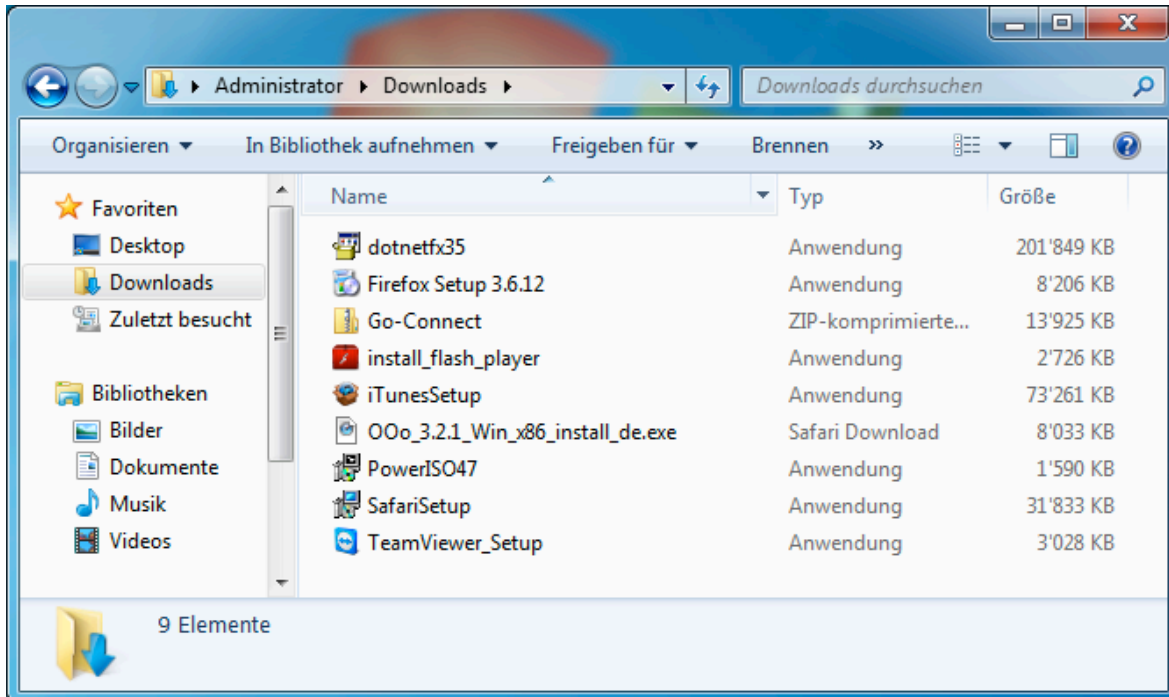 Administrator Downloads Downloads durchsuchen
Organisieren In Bibliothek aufnehmen Freigeben für Brennen »
Favoriten
Desktop
Downloads
Zuletzt besucht
Bibliotheken
Bilder
Dokumente
Musik
Videos
Name Typ Größe
dotnetfx35 Anwendung 201'849 KB
Firefox Setup 3.6.12 Anwendung 8'206 KB
Go-Connect ZIP-komprimierte... 13'925 KB
install_flash_player Anwendung 2'726 KB
iTunesSetup Anwendung 73'261 KB
OOo_3.2.1_Win_x86_install_de.exe Safari Download 8'033 KB
PowerISO47 Anwendung 1'590 KB
SafariSetup Anwendung 31'833 KB
TeamViewer_Setup Anwendung 3'028 KB
9 Elemente